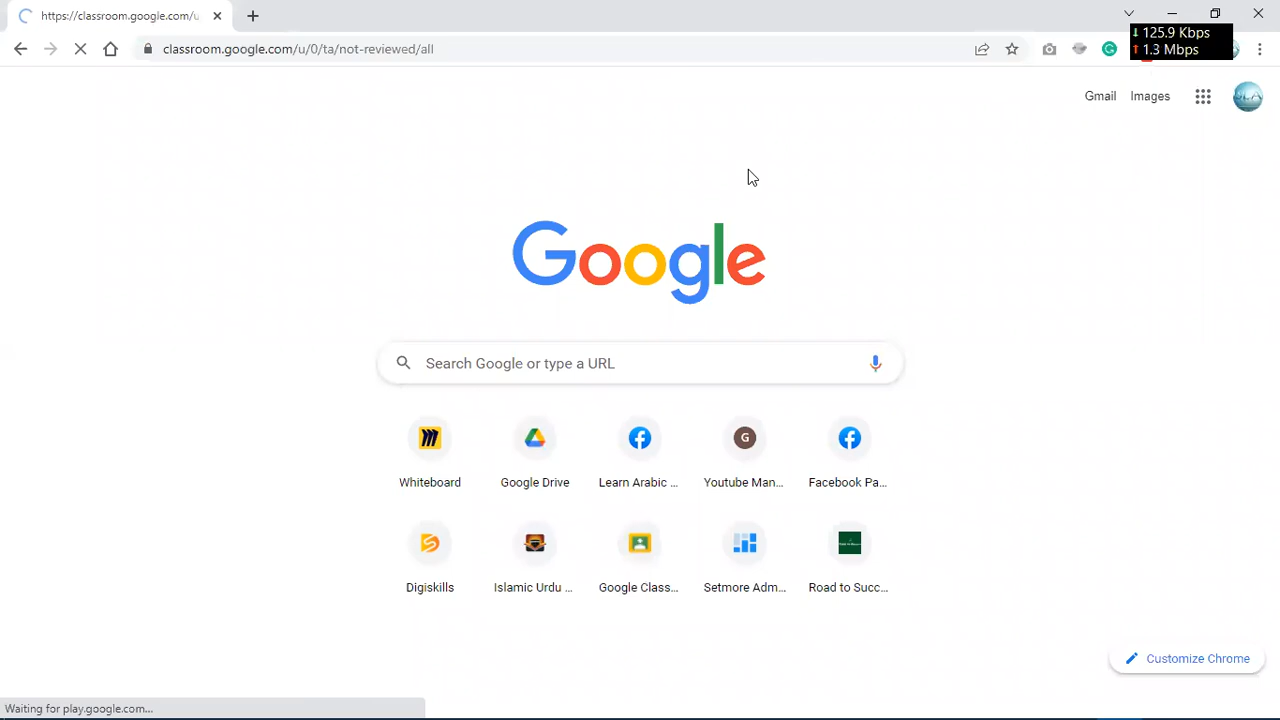 https://classroom.google.com/u
↓ 125.9 Kbps
↑ 1.3 Mbps
classroom.google.com/u/0/ta/not-reviewed/all
Gmail Images
Google
Search Google or type a URL
G
Whiteboard Google Drive Learn Arabic ... Youtube Man... Facebook Pa...
Digiskills Islamic Urdu ... Google Class... Setmore Adm... Road to Succ...
Customize Chrome
Waiting for play.google.com...